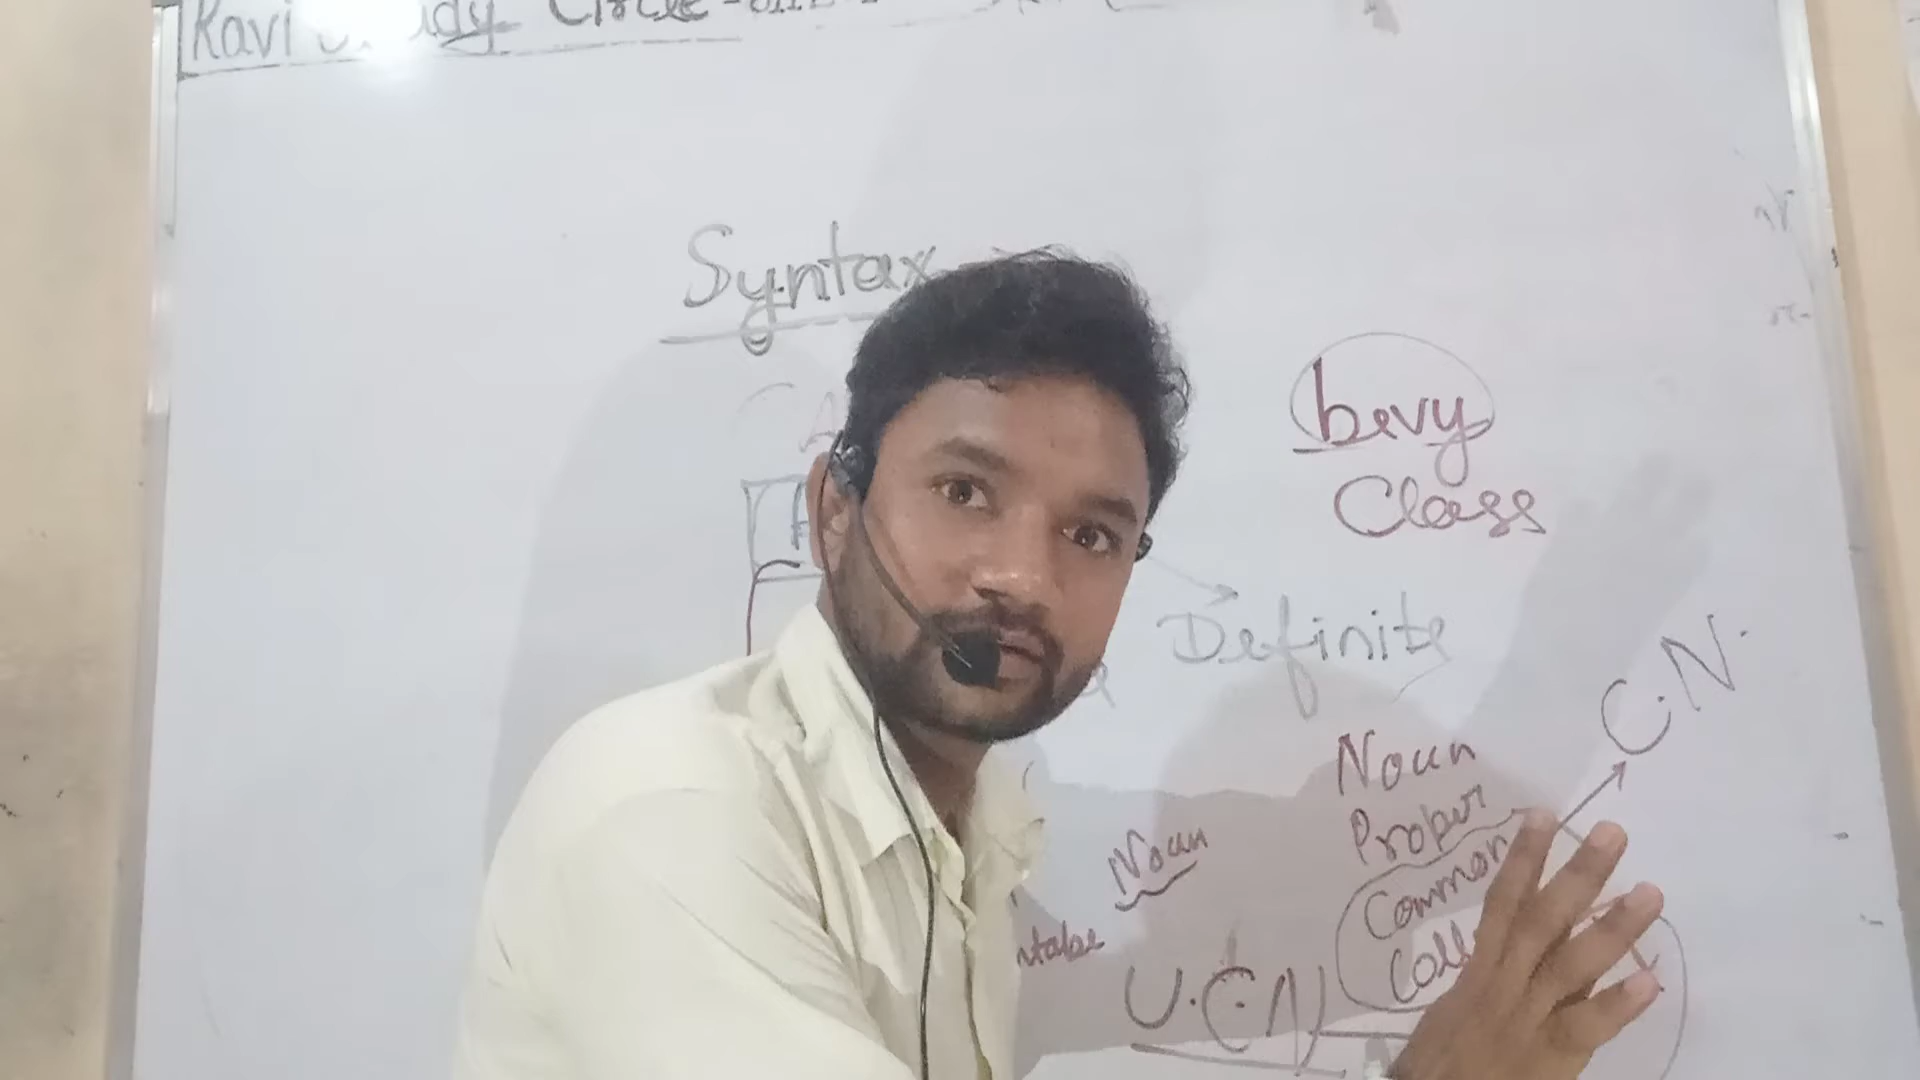 Ravi Study Circle
Syntax
bevy
Class
Definite
C.N.
Noun
Proper
Common
Coll
Noun
U.C.N